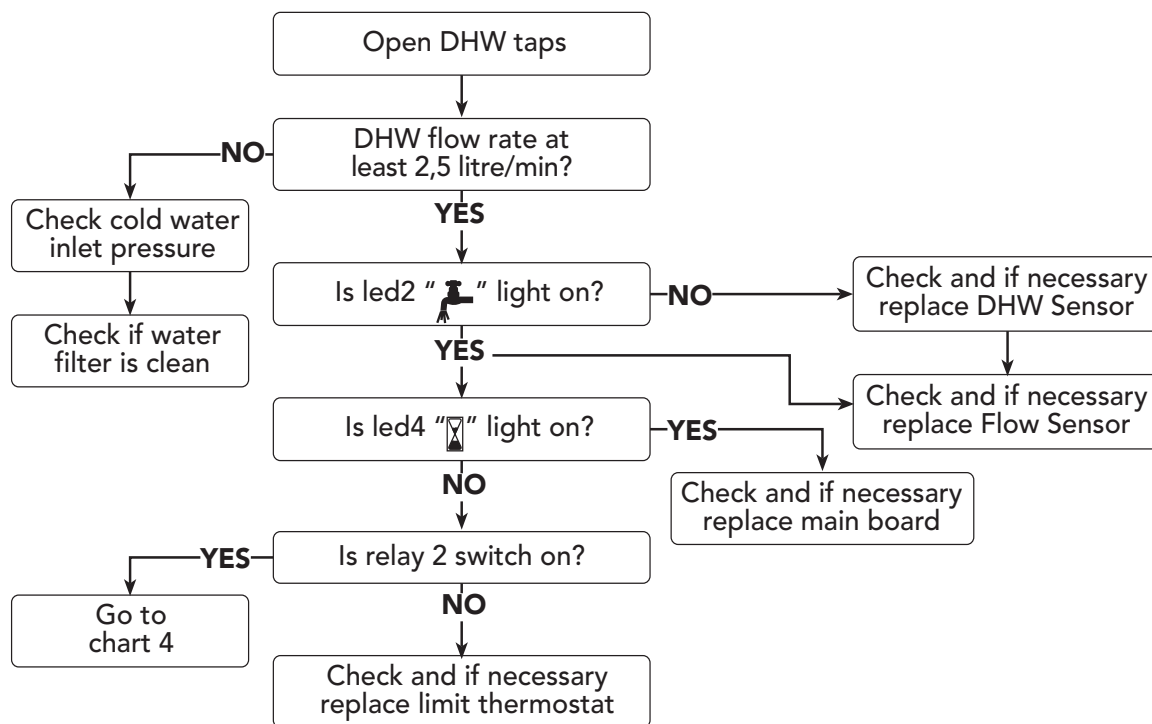 Open DHW taps
DHW flow rate at
least 2,5 litre/min?
NO
YES
Check cold water
inlet pressure
Check if water
filter is clean
Is led2 “ ” light on?
NO
Check and if necessary
replace DHW Sensor
YES
Check and if necessary
replace Flow Sensor
Is led4 “ ” light on?
YES
Check and if necessary
replace main board
NO
Is relay 2 switch on?
YES
Go to
chart 4
NO
Check and if necessary
replace limit thermostat